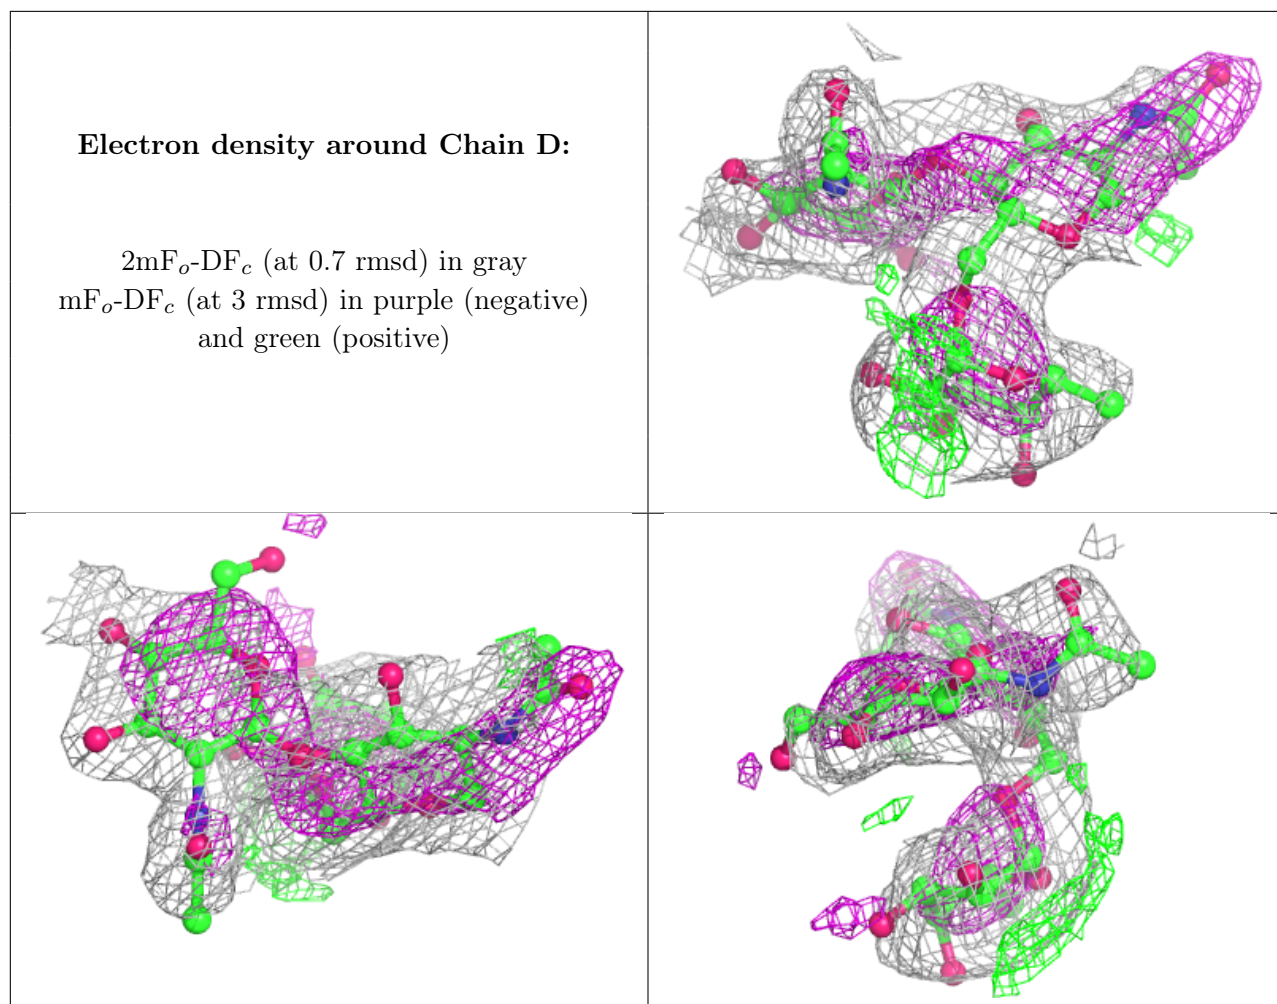 Electron density around Chain D:
2mFₒ-DF𝒸 (at 0.7 rmsd) in gray
mFₒ-DF𝒸 (at 3 rmsd) in purple (negative)
and green (positive)